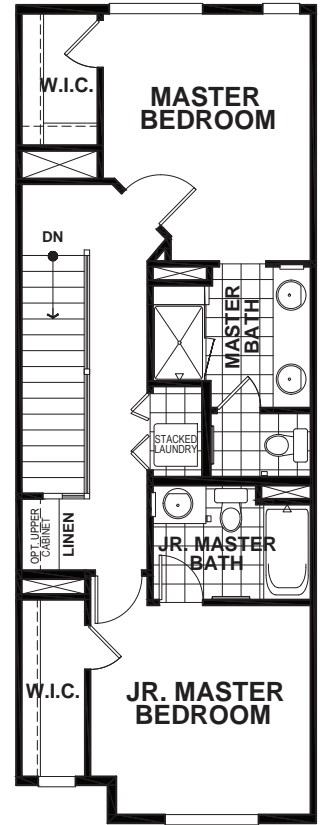 W.I.C.
MASTER
BEDROOM
DN
MASTER
BATH
STACKED
LAUNDRY
OPT. UPPER
CABINET
LINEN
JR. MASTER
BATH
W.I.C.
JR. MASTER
BEDROOM